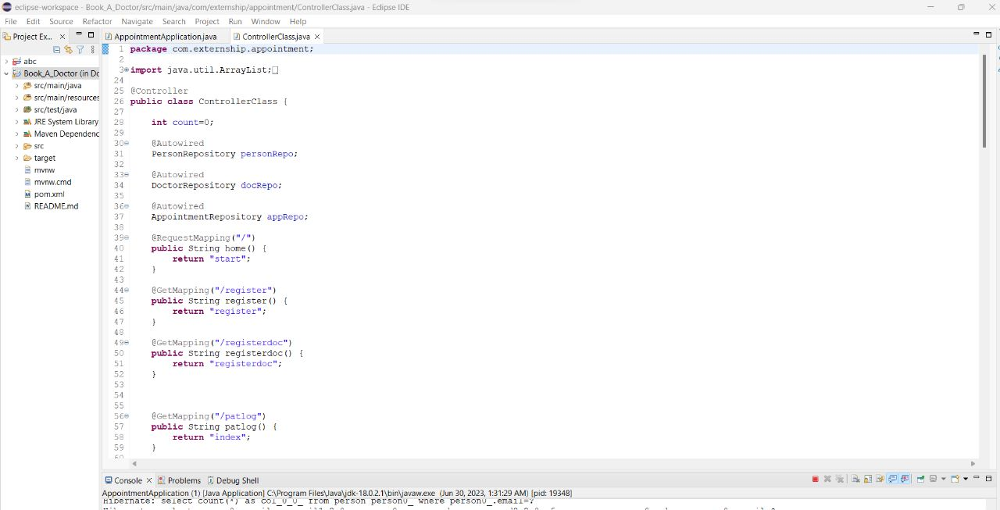 eclipse-workspace - Book_A_Doctor/src/main/java/com/externship/appointment/ControllerClass.java - Eclipse IDE
File Edit Source Refactor Navigate Search Project Run Window Help
Project Ex...
AppointmentApplication.java
ControllerClass.java
abc
Book_A_Doctor (in Do
src/main/java
src/main/resources
src/test/java
JRE System Library
Maven Dependenc
src
target
mvnw
mvnw.cmd
pom.xml
README.md
1 package com.externship.appointment;
2
3 import java.util.ArrayList;
24
25 @Controller
26 public class ControllerClass {
27
28 int count=0;
29
30 @Autowired
31 PersonRepository personRepo;
32
33 @Autowired
34 DoctorRepository docRepo;
35
36 @Autowired
37 AppointmentRepository appRepo;
38
39 @RequestMapping("/")
40 public String home() {
41 return "start";
42 }
43
44 @GetMapping("/register")
45 public String register() {
46 return "register";
47 }
48
49 @GetMapping("/registerdoc")
50 public String registerdoc() {
51 return "registerdoc";
52 }
53
54
55
56 @GetMapping("/patlog")
57 public String patlog() {
58 return "index";
59 }
60
Console Problems Debug Shell
AppointmentApplication (1) [Java Application] C:\Program Files\Java\jdk-18.0.2.1\bin\javaw.exe (Jun 30, 2023, 1:31:29 AM) [pid: 19348]
Hibernate: select count(*) as col_0_0_ from person person0_ where person0_.email=?